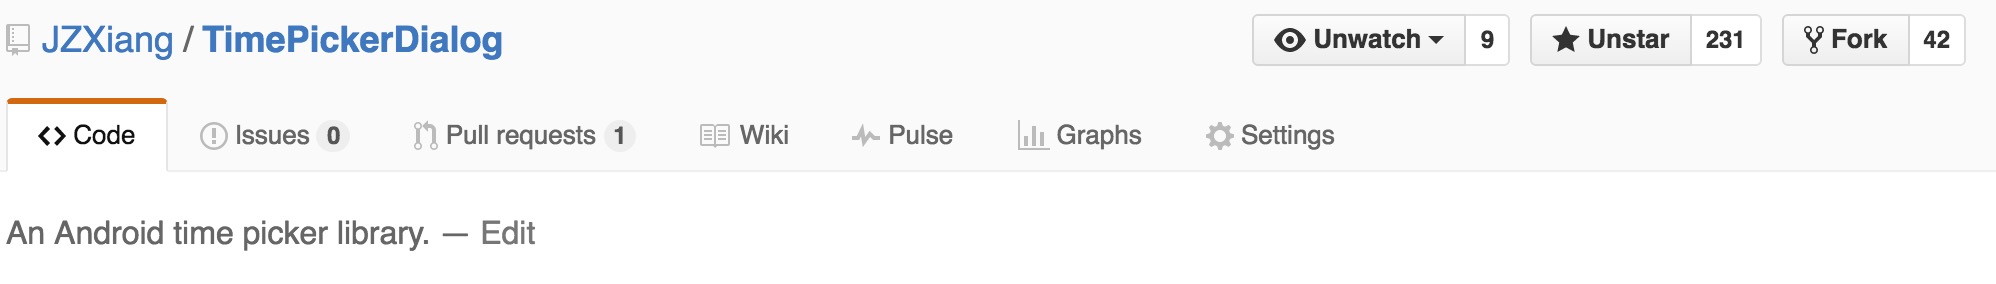 JZXiang / TimePickerDialog Unwatch 9 Unstar 231 Fork 42
Code Issues 0 Pull requests 1 Wiki Pulse Graphs Settings
An Android time picker library. — Edit